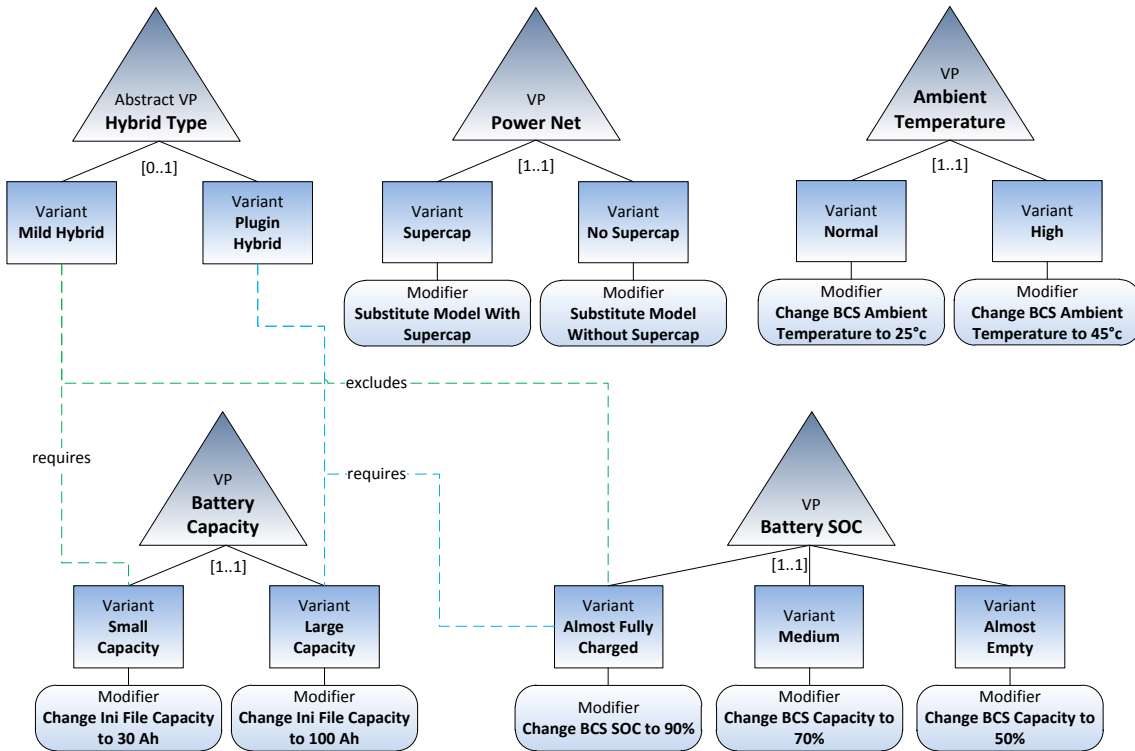 Abstract VP
Hybrid Type
VP
Power Net
VP
Ambient
Temperature
[0..1]
[1..1]
[1..1]
Variant
Mild Hybrid
Variant
Plugin
Hybrid
Variant
Supercap
Variant
No Supercap
Variant
Normal
Variant
High
Modifier
Substitute Model With
Supercap
Modifier
Substitute Model
Without Supercap
Modifier
Change BCS Ambient
Temperature to 25°c
Modifier
Change BCS Ambient
Temperature to 45°c
excludes
requires
requires
VP
Battery
Capacity
VP
Battery SOC
[1..1]
[1..1]
Variant
Small
Capacity
Variant
Large
Capacity
Variant
Almost Fully
Charged
Variant
Medium
Variant
Almost
Empty
Modifier
Change Ini File Capacity
to 30 Ah
Modifier
Change Ini File Capacity
to 100 Ah
Modifier
Change BCS SOC to 90%
Modifier
Change BCS Capacity to
70%
Modifier
Change BCS Capacity to
50%